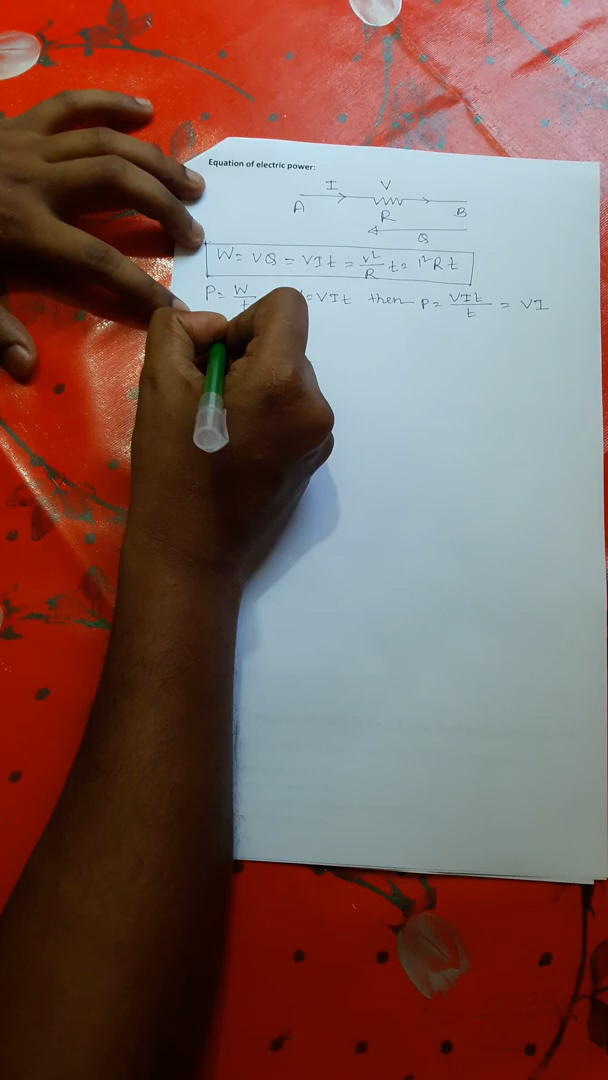 Equation of electric power:
I V
A B
R
Q
W = VQ = VIt = V²/R t = I²Rt
P = W/t = VIt then P = VIt/t = VI